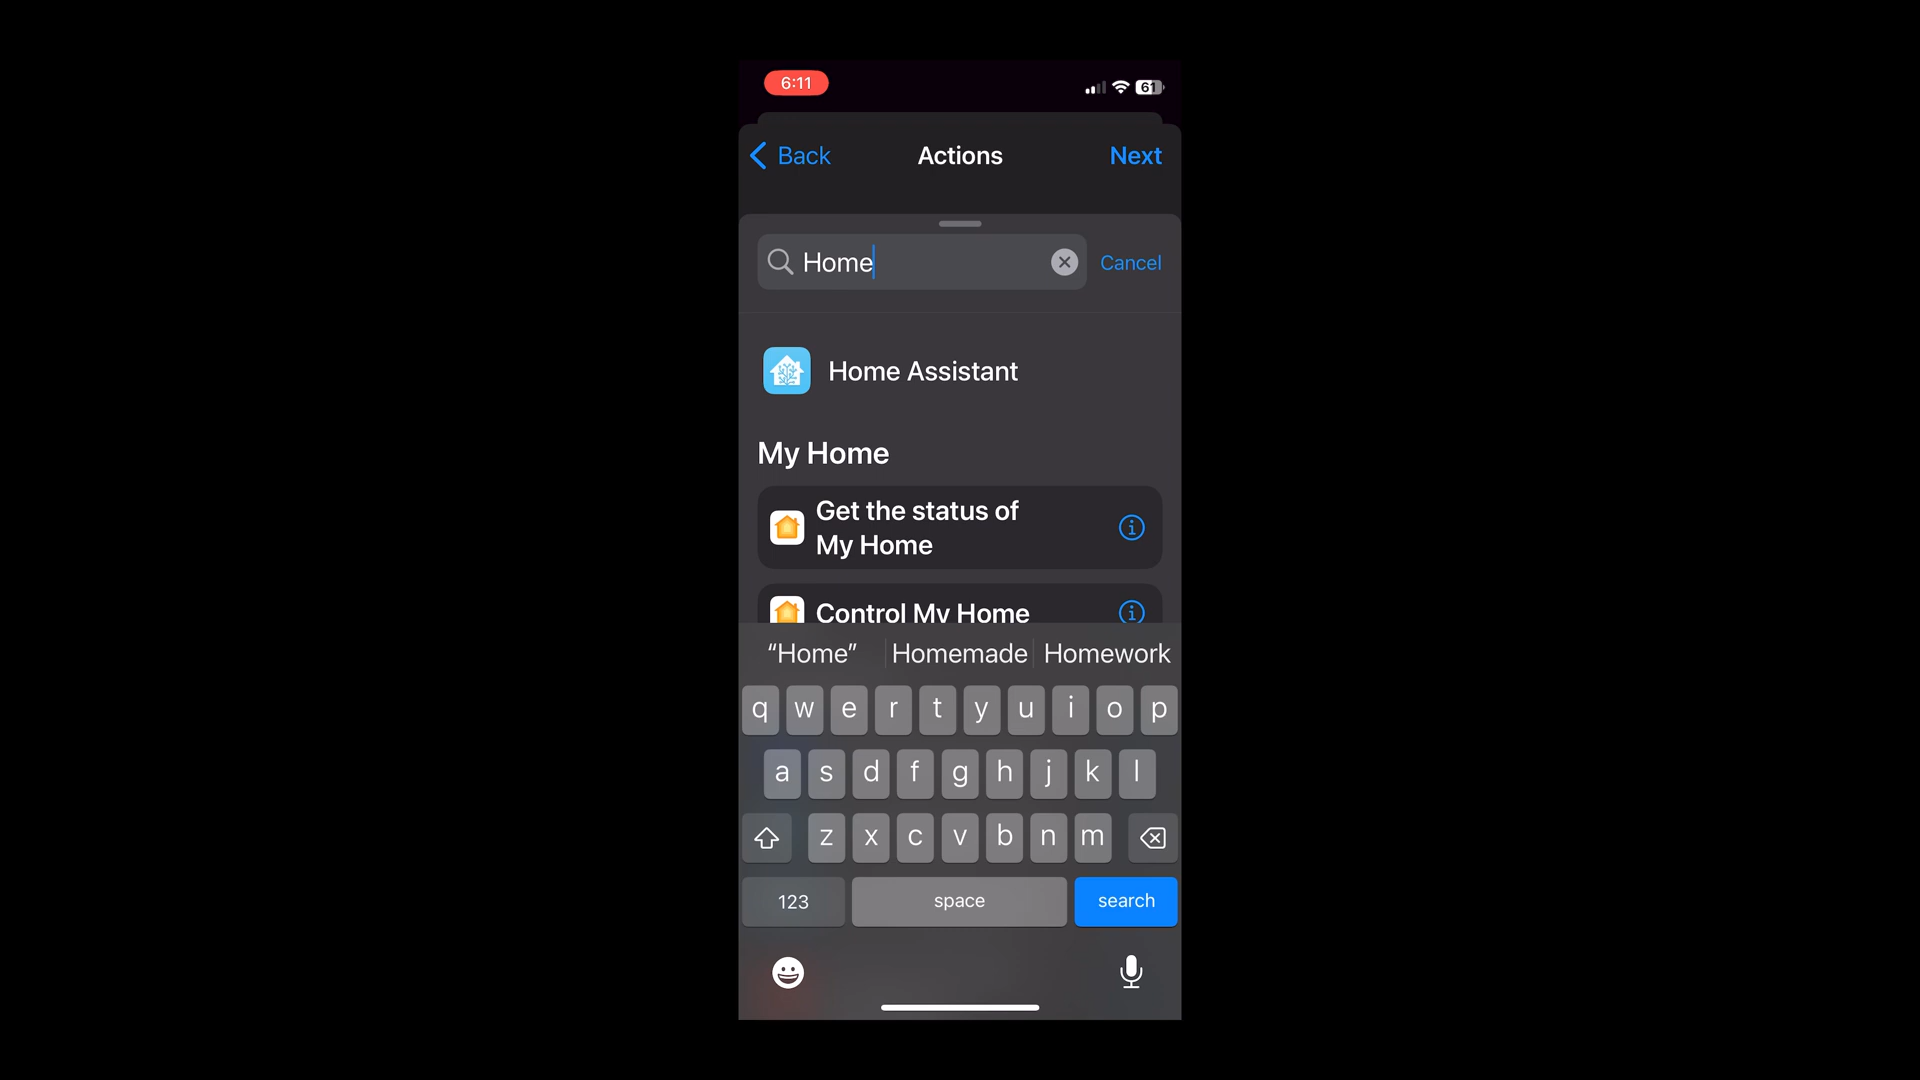 6:11
61
Back Actions Next
Home Cancel
Home Assistant
My Home
Get the status of
My Home
Control My Home
“Home” Homemade Homework
q w e r t y u i o p
a s d f g h j k l
z x c v b n m
123 space search